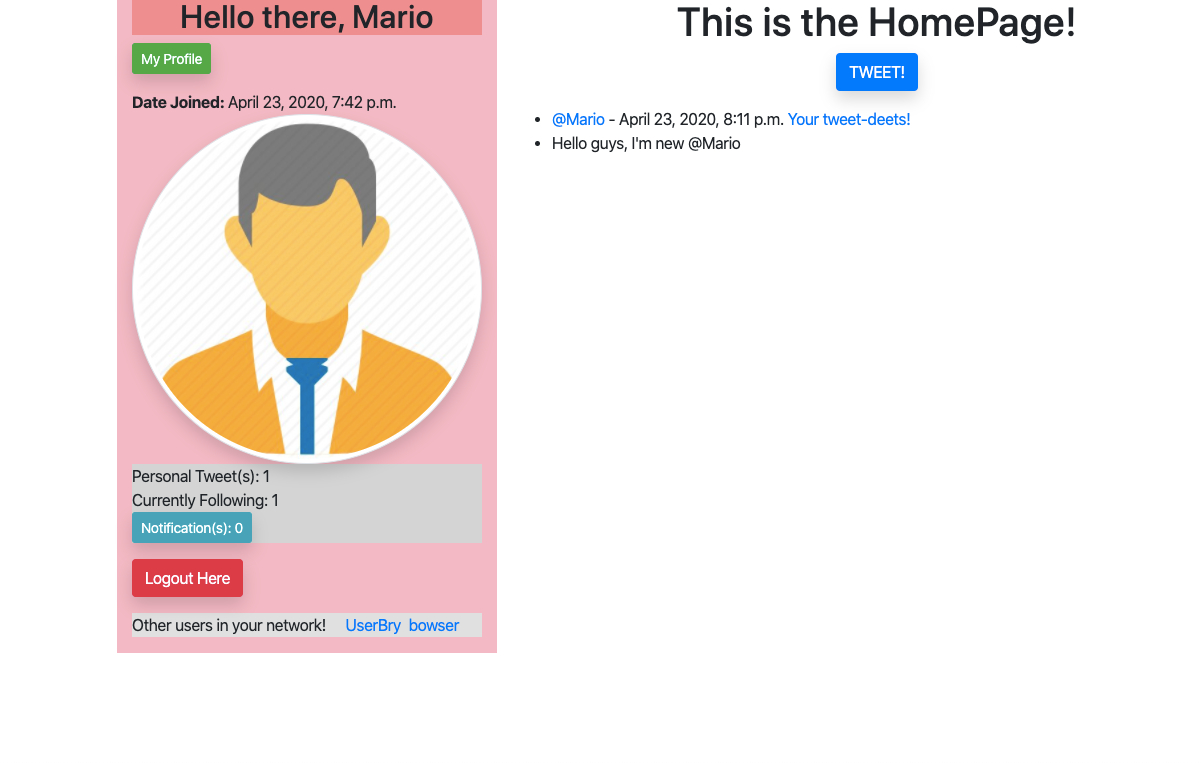 Hello there, Mario
My Profile
Date Joined: April 23, 2020, 7:42 p.m.
Personal Tweet(s): 1
Currently Following: 1
Notification(s): 0
Logout Here
Other users in your network! UserBry bowser
This is the HomePage!
TWEET!
@Mario - April 23, 2020, 8:11 p.m. Your tweet-deets!
Hello guys, I'm new @Mario